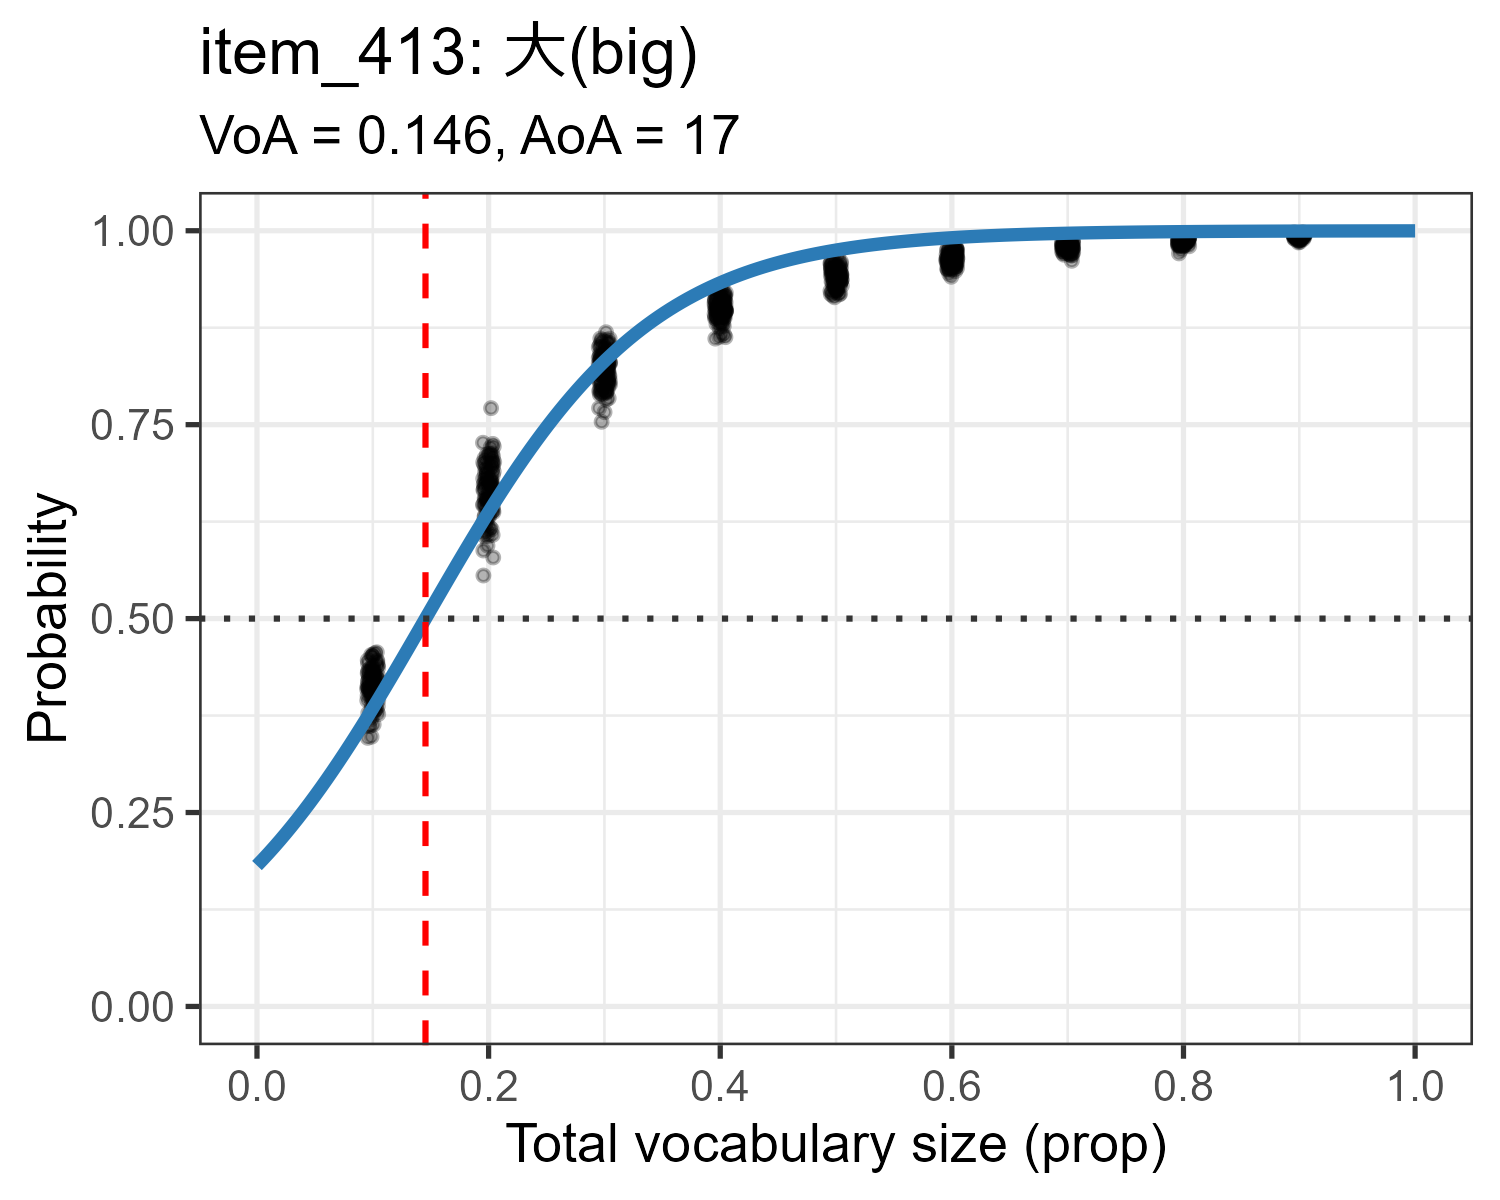 item_413: 大(big)
VoA = 0.146, AoA = 17
1.00
0.75
0.50
0.25
0.00
Probability
0.0 0.2 0.4 0.6 0.8 1.0
Total vocabulary size (prop)